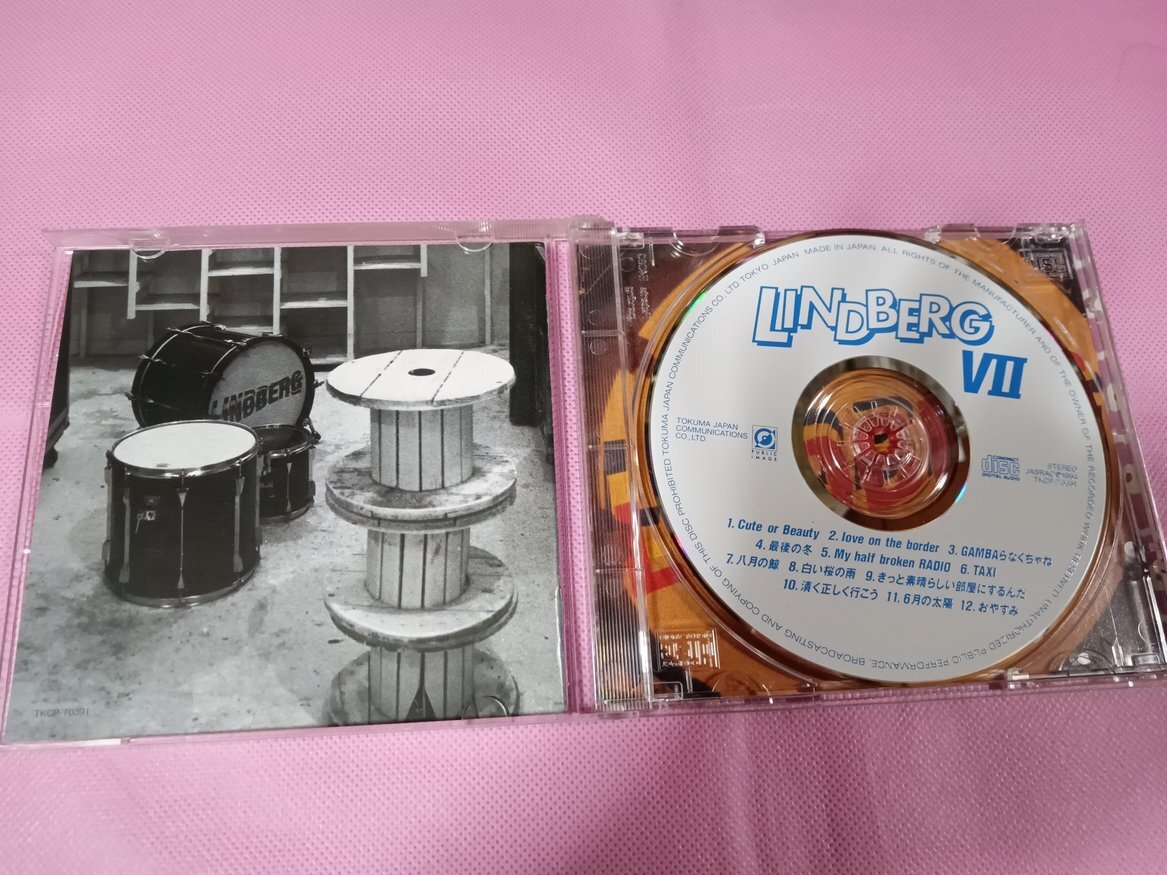 LINDBERG
TKCP-70391
TOKUMA JAPAN COMMUNICATIONS CO., LTD TOKYO JAPAN MADE IN JAPAN. ALL RIGHTS OF THE MANUFACTURER AND OF THE OWNER OF THE RECORDED WORK RESERVED. UNAUTHORIZED PUBLIC PERFORMANCE, BROADCASTING AND COPYING OF THIS DISC PROHIBITED
LINDBERG
VII
TOKUMA JAPAN
COMMUNICATIONS
CO., LTD
PUBLIC
IMAGE
COMPACT
disc
DIGITAL AUDIO
STEREO
JASRAC
1. Cute or Beauty 2. love on the border 3. GAMBAらなくちゃね
4. 最後の冬 5. My half broken RADIO 6. TAXI
7. 八月の鯨 8. 白い桜の雨 9. きっと素晴らしい部屋にするんだ
10. 清く正しく行こう 11. 6月の太陽 12. おやすみ